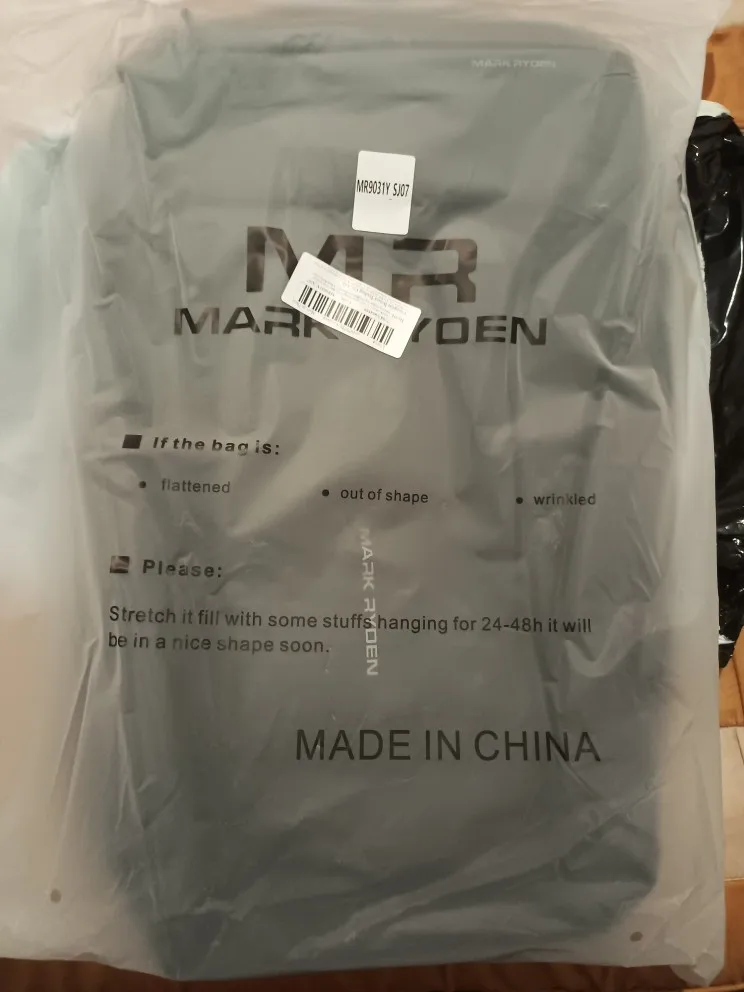 MARK RYDEN
MR9031Y_SJ07
MR
MARK RYDEN
If the bag is:
• flattened
• out of shape
• wrinkled
Please:
Stretch it fill with some stuffs hanging for 24-48h it will
be in a nice shape soon.
MARK RYDEN
MADE IN CHINA